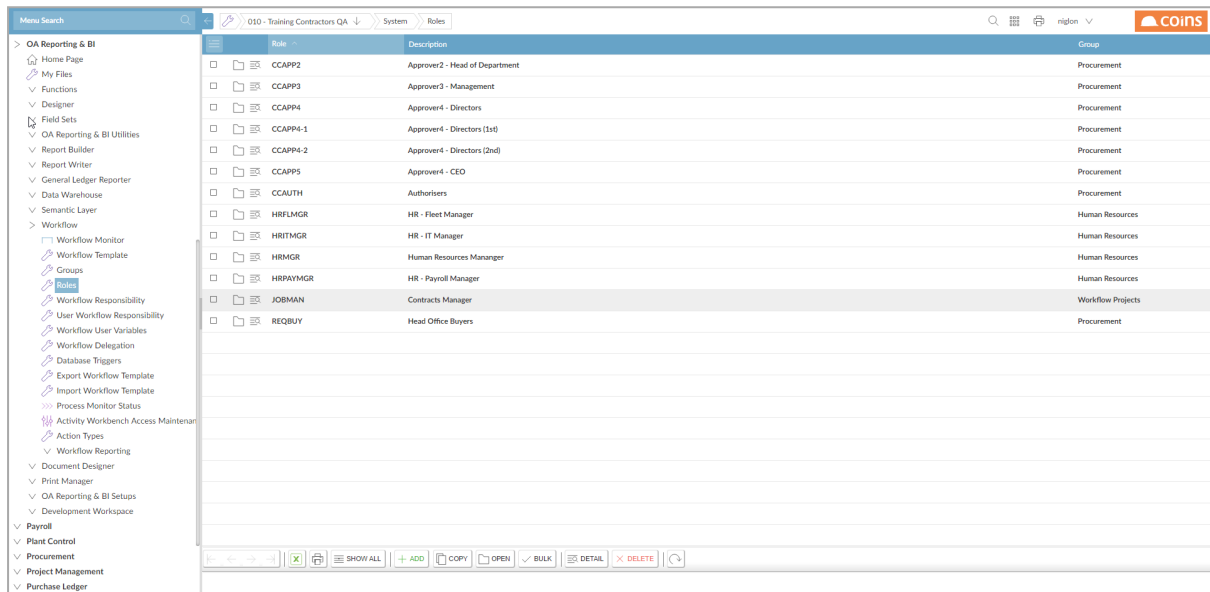 Menu Search
010 - Training Contractors QA
System
Roles
niglon
coins
OA Reporting & BI
Home Page
My Files
Functions
Designer
Field Sets
OA Reporting & BI Utilities
Report Builder
Report Writer
General Ledger Reporter
Data Warehouse
Semantic Layer
Workflow
Workflow Monitor
Workflow Template
Groups
Roles
Workflow Responsibility
User Workflow Responsibility
Workflow User Variables
Workflow Delegation
Database Triggers
Export Workflow Template
Import Workflow Template
Process Monitor Status
Activity Workbench Access Maintenan
Action Types
Workflow Reporting
Document Designer
Print Manager
OA Reporting & BI Setups
Development Workspace
Payroll
Plant Control
Procurement
Project Management
Purchase Ledger
Role Description Group
CCAPP2 Approver2 - Head of Department Procurement
CCAPP3 Approver3 - Management Procurement
CCAPP4 Approver4 - Directors Procurement
CCAPP4-1 Approver4 - Directors (1st) Procurement
CCAPP4-2 Approver4 - Directors (2nd) Procurement
CCAPP5 Approver4 - CEO Procurement
CCAUTH Authorisers Procurement
HRFLMGR HR - Fleet Manager Human Resources
HRITMGR HR - IT Manager Human Resources
HRMGR Human Resources Mananger Human Resources
HRPAYMGR HR - Payroll Manager Human Resources
JOBMAN Contracts Manager Workflow Projects
REQBUY Head Office Buyers Procurement
SHOW ALL ADD COPY OPEN BULK DETAIL DELETE